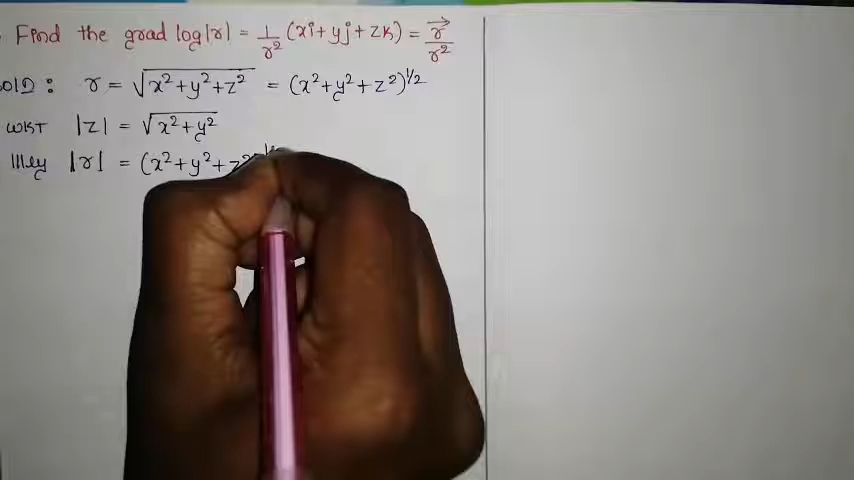 Find the grad log|r| = 1/r² (xi + yj + zk) = r⃗/r²
Sol⁠D : r = √x²+y²+z² = (x²+y²+z²)^1/2
WKT |z| = √x²+y²
|||ly |r| = (x²+y²+z²